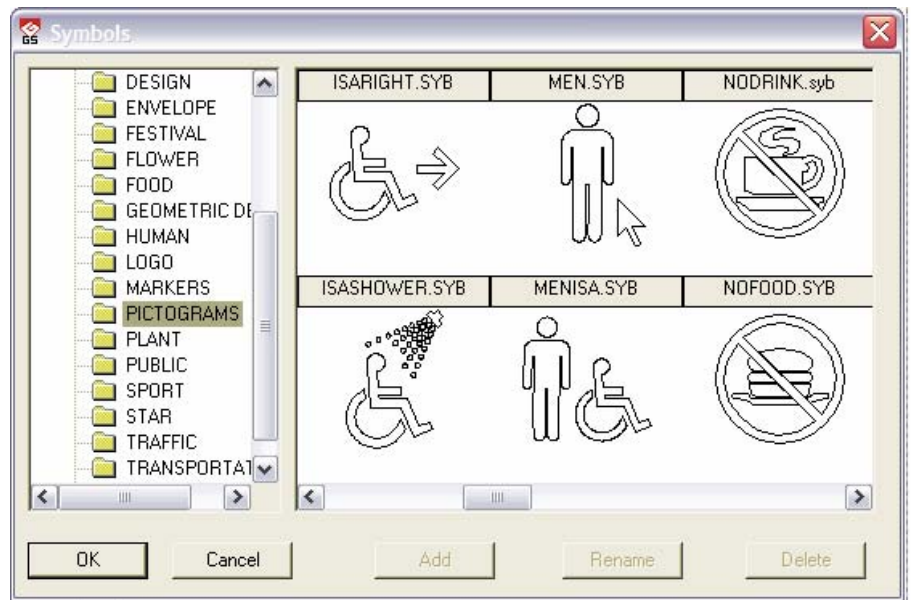 GS Symbols
DESIGN
ENVELOPE
FESTIVAL
FLOWER
FOOD
GEOMETRIC DE
HUMAN
LOGO
MARKERS
PICTOGRAMS
PLANT
PUBLIC
SPORT
STAR
TRAFFIC
TRANSPORTAT
ISARIGHT.SYB MEN.SYB NODRINK.syb
ISASHOWER.SYB MENISA.SYB NOFOOD.SYB
OK Cancel Add Rename Delete